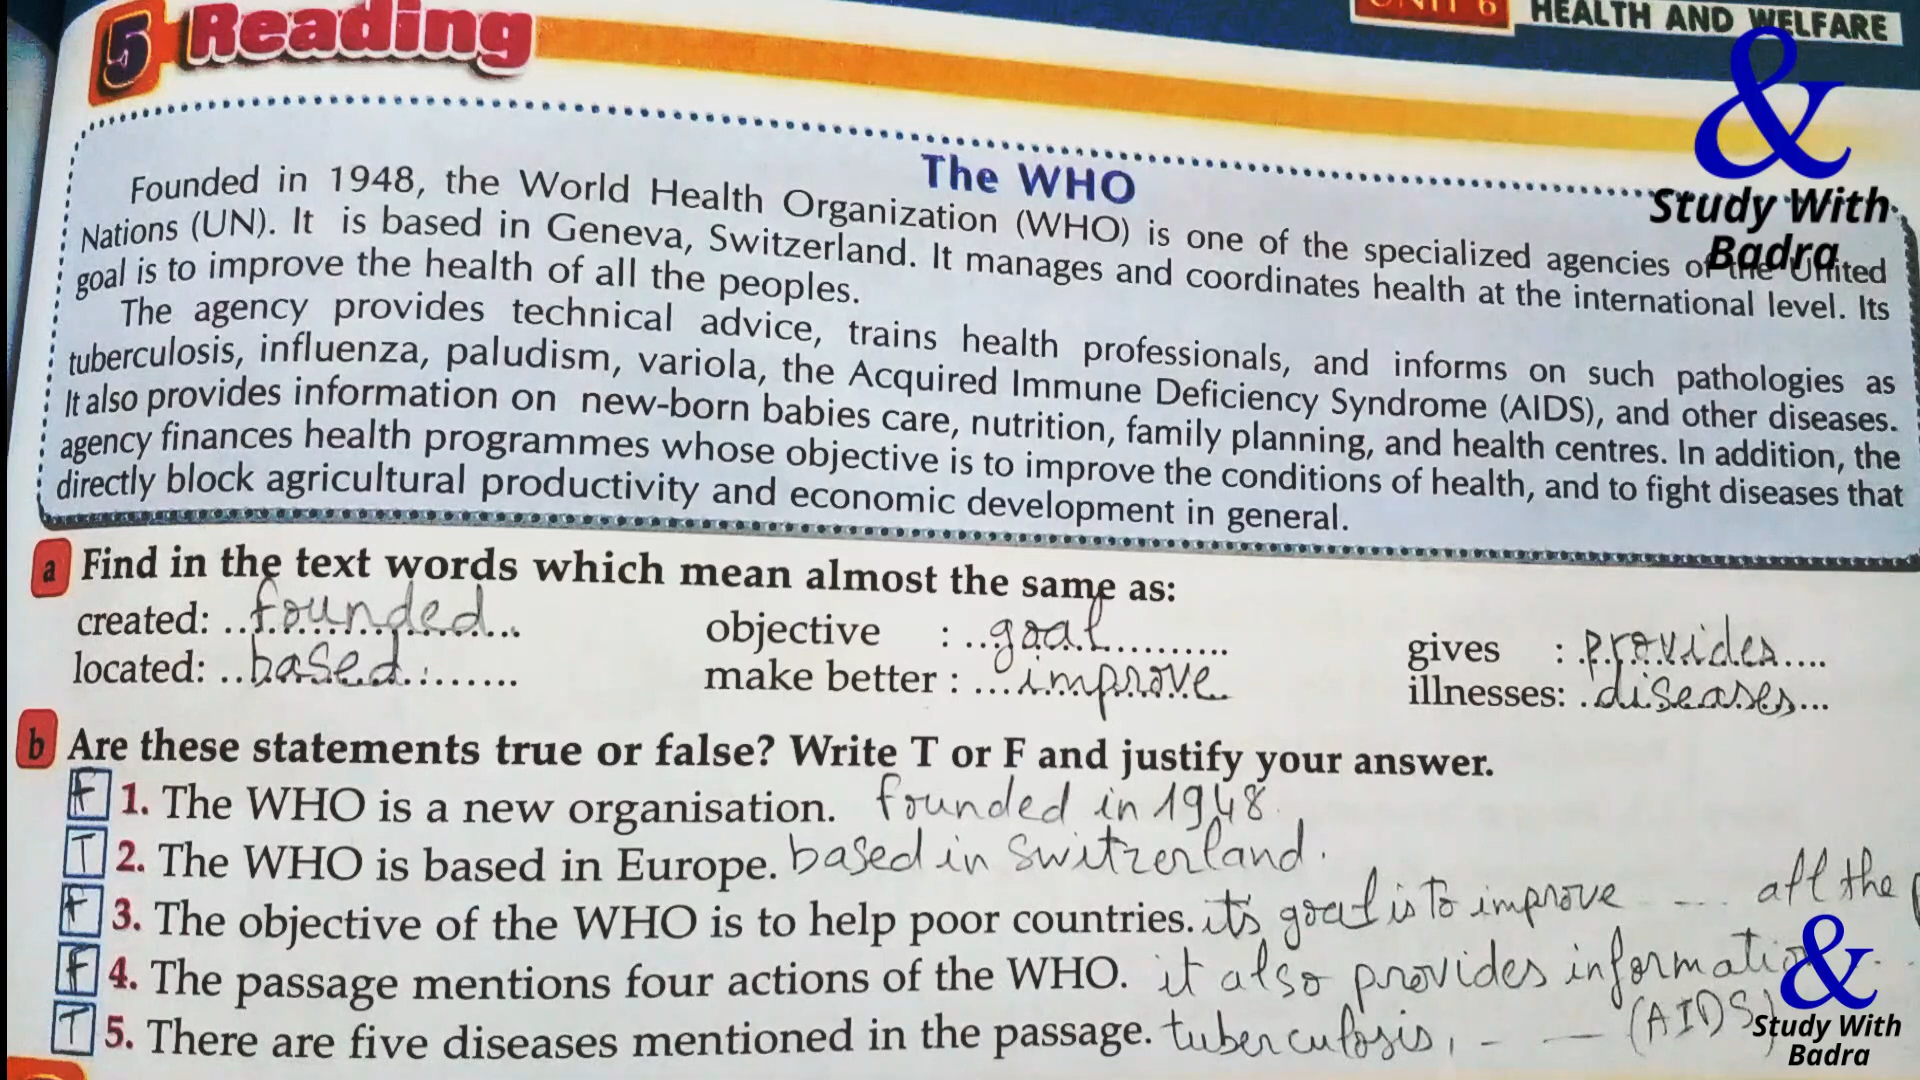 5 Reading
UNIT 6 HEALTH AND WELFARE
&
Study With
Badra
The WHO
Founded in 1948, the World Health Organization (WHO) is one of the specialized agencies of the United
Nations (UN). It is based in Geneva, Switzerland. It manages and coordinates health at the international level. Its
goal is to improve the health of all the peoples.
The agency provides technical advice, trains health professionals, and informs on such pathologies as
tuberculosis, influenza, paludism, variola, the Acquired Immune Deficiency Syndrome (AIDS), and other diseases.
It also provides information on new-born babies care, nutrition, family planning, and health centres. In addition, the
agency finances health programmes whose objective is to improve the conditions of health, and to fight diseases that
directly block agricultural productivity and economic development in general.
a Find in the text words which mean almost the same as:
created: founded objective : goal gives : provides
located: based make better : improve illnesses: diseases
b Are these statements true or false? Write T or F and justify your answer.
F 1. The WHO is a new organisation. founded in 1948.
T 2. The WHO is based in Europe. based in Switzerland.
F 3. The objective of the WHO is to help poor countries. it's goal is to improve .... all the
F 4. The passage mentions four actions of the WHO. it also provides information
T 5. There are five diseases mentioned in the passage. tuberculosis, - — (AIDS)
&
Study With
Badra